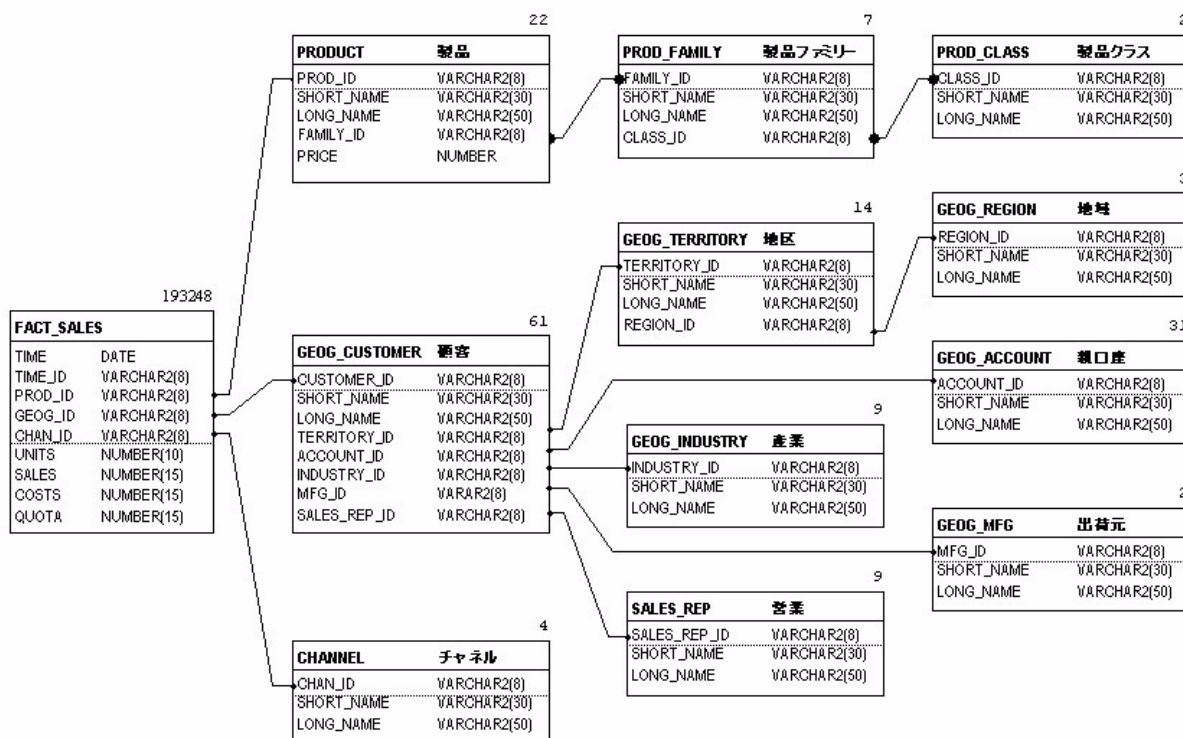 22
PRODUCT 製品
PROD_ID VARCHAR2(8)
SHORT_NAME VARCHAR2(30)
LONG_NAME VARCHAR2(50)
FAMILY_ID VARCHAR2(8)
PRICE NUMBER
7
PROD_FAMILY 製品ファミリー
FAMILY_ID VARCHAR2(8)
SHORT_NAME VARCHAR2(30)
LONG_NAME VARCHAR2(50)
CLASS_ID VARCHAR2(8)
2
PROD_CLASS 製品クラス
CLASS_ID VARCHAR2(8)
SHORT_NAME VARCHAR2(30)
LONG_NAME VARCHAR2(50)
14
GEOG_TERRITORY 地区
TERRITORY_ID VARCHAR2(8)
SHORT_NAME VARCHAR2(30)
LONG_NAME VARCHAR2(50)
REGION_ID VARCHAR2(8)
GEOG_REGION 地域
REGION_ID VARCHAR2(8)
SHORT_NAME VARCHAR2(30)
LONG_NAME VARCHAR2(50)
193248
FACT_SALES
TIME DATE
TIME_ID VARCHAR2(8)
PROD_ID VARCHAR2(8)
GEOG_ID VARCHAR2(8)
CHAN_ID VARCHAR2(8)
UNITS NUMBER(10)
SALES NUMBER(15)
COSTS NUMBER(15)
QUOTA NUMBER(15)
61
GEOG_CUSTOMER 顧客
CUSTOMER_ID VARCHAR2(8)
SHORT_NAME VARCHAR2(30)
LONG_NAME VARCHAR2(50)
TERRITORY_ID VARCHAR2(8)
ACCOUNT_ID VARCHAR2(8)
INDUSTRY_ID VARCHAR2(8)
MFG_ID VARAR2(8)
SALES_REP_ID VARCHAR2(8)
31
GEOG_ACCOUNT 親口座
ACCOUNT_ID VARCHAR2(8)
SHORT_NAME VARCHAR2(30)
LONG_NAME VARCHAR2(50)
9
GEOG_INDUSTRY 産業
INDUSTRY_ID VARCHAR2(8)
SHORT_NAME VARCHAR2(30)
LONG_NAME VARCHAR2(50)
2
GEOG_MFG 出荷元
MFG_ID VARCHAR2(8)
SHORT_NAME VARCHAR2(30)
LONG_NAME VARCHAR2(50)
9
SALES_REP 営業
SALES_REP_ID VARCHAR2(8)
SHORT_NAME VARCHAR2(30)
LONG_NAME VARCHAR2(50)
4
CHANNEL チャネル
CHAN_ID VARCHAR2(8)
SHORT_NAME VARCHAR2(30)
LONG_NAME VARCHAR2(50)